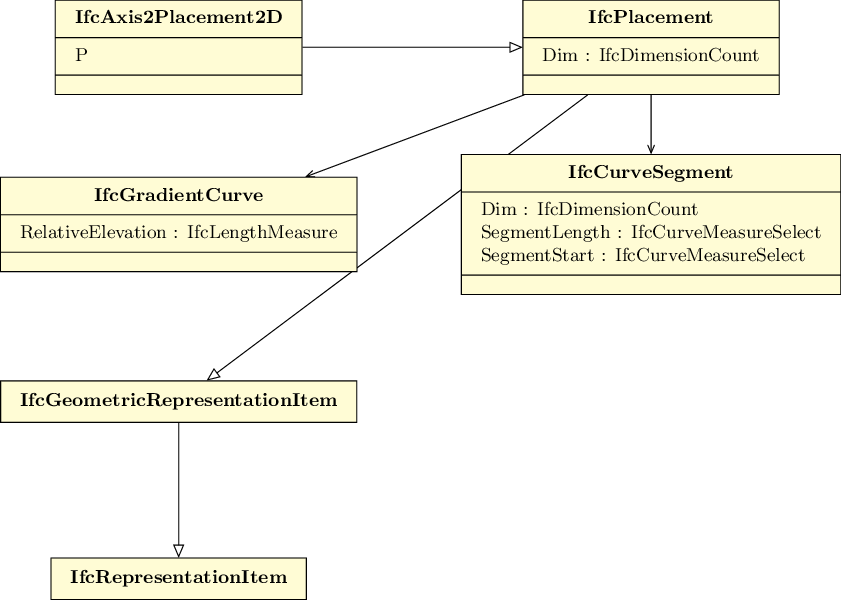 IfcAxis2Placement2D
P
IfcPlacement
Dim : IfcDimensionCount
IfcGradientCurve
RelativeElevation : IfcLengthMeasure
IfcCurveSegment
Dim : IfcDimensionCount
SegmentLength : IfcCurveMeasureSelect
SegmentStart : IfcCurveMeasureSelect
IfcGeometricRepresentationItem
IfcRepresentationItem